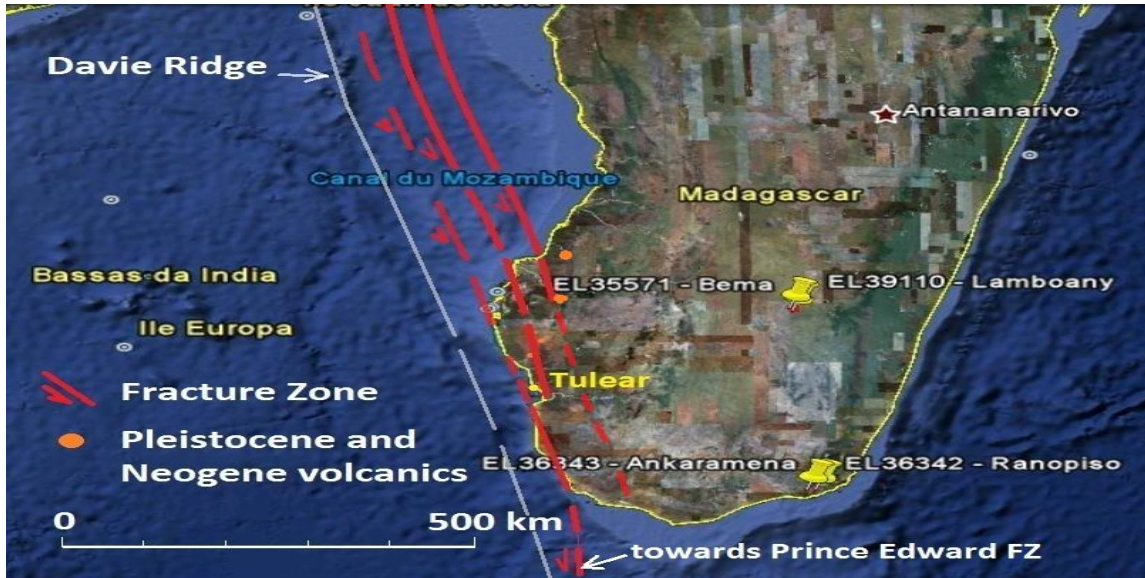 Davie Ridge
Antananarivo
Canal du Mozambique
Madagascar
Bassas da India
EL35571 - Bema
EL39110 - Lamboany
Ile Europa
Fracture Zone
Tulear
Pleistocene and
Neogene volcanics
EL36343 - Ankaramena
EL36342 - Ranopiso
0
500 km
towards Prince Edward FZ